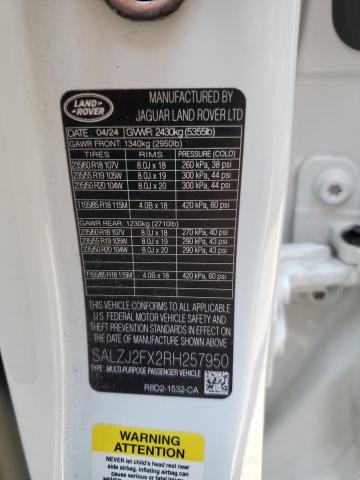 LAND-
ROVER
MANUFACTURED BY
JAGUAR LAND ROVER LTD
DATE : 04/24 GVWR 2430kg (5355lb)
GAWR FRONT: 1340kg (2950lb)
TIRES RIMS PRESSURE (COLD)
235/60 R18 107V 8.0J x 18 260 kPa, 38 psi
235/55 R19 105W 8.0J x 19 300 kPa, 44 psi
235/50 R20 104W 8.0J x 20 300 kPa, 44 psi
T155/85 R18 115M 4.0B x 18 420 kPa, 60 psi
GAWR REAR: 1230kg (2710lb)
235/60 R18 107V 8.0J x 18 270 kPa, 40 psi
235/55 R19 105W 8.0J x 19 290 kPa, 43 psi
235/50 R20 104W 8.0J x 20 290 kPa, 43 psi
T155/85 R18 115M 4.0B x 18 420 kPa, 60 psi
THIS VEHICLE CONFORMS TO ALL APPLICABLE
U.S. FEDERAL MOTOR VEHICLE SAFETY AND
THEFT PREVENTION STANDARDS IN EFFECT ON
THE DATE OF MANUFACTURE SHOWN ABOVE.
SALZJ2FX2RH257950
TYPE: MULTI-PURPOSE PASSENGER VEHICLE
R8D2-1532-CA
WARNING
NEVER let child's head rest near
side airbag. Inflating airbag can
cause serious or fatal injury.
NEVER